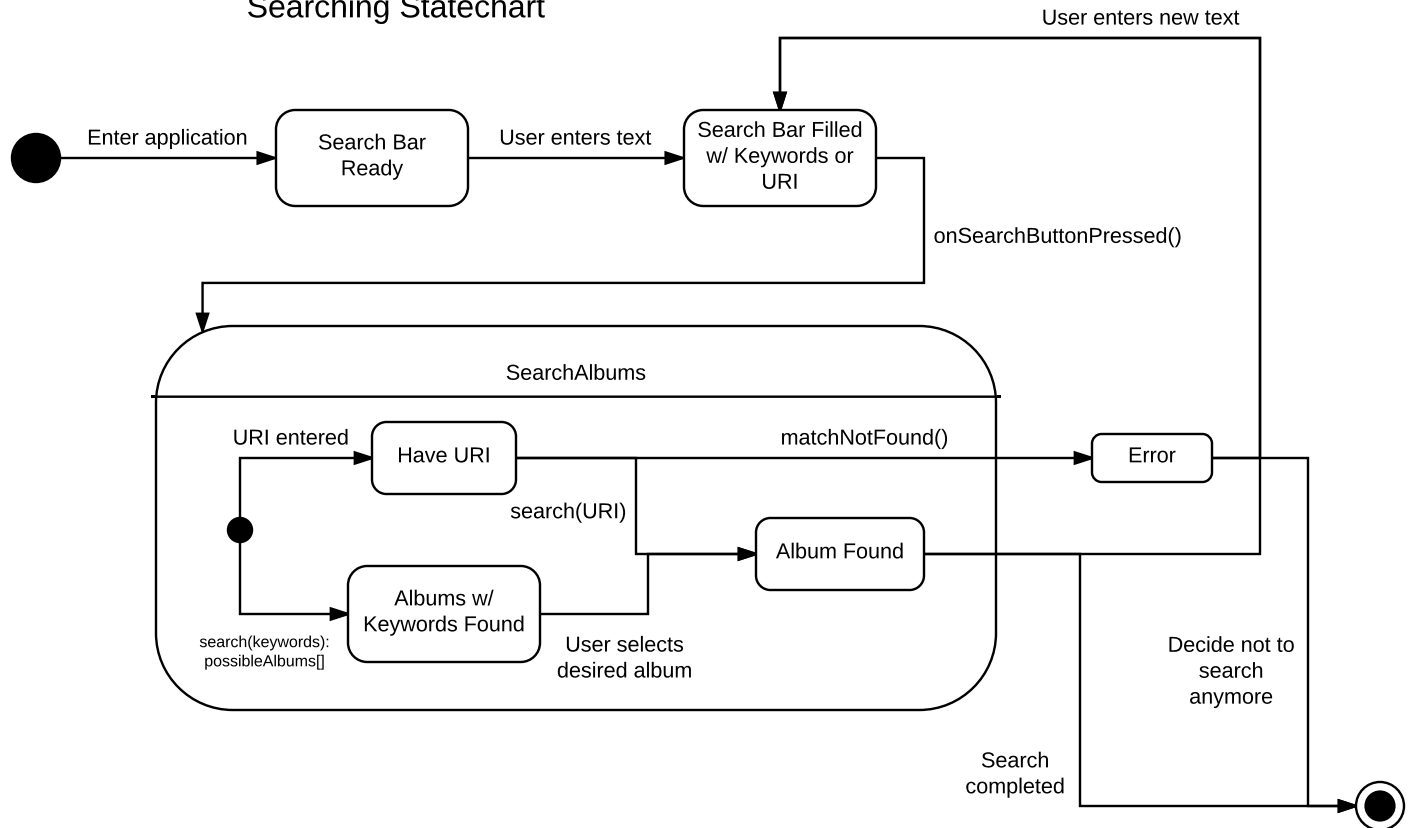 Searching Statechart
User enters new text
Enter application
Search Bar
Ready
User enters text
Search Bar Filled
w/ Keywords or
URI
onSearchButtonPressed()
SearchAlbums
URI entered
Have URI
matchNotFound()
Error
search(URI)
Album Found
Albums w/
Keywords Found
search(keywords):
possibleAlbums[]
User selects
desired album
Decide not to
search
anymore
Search
completed